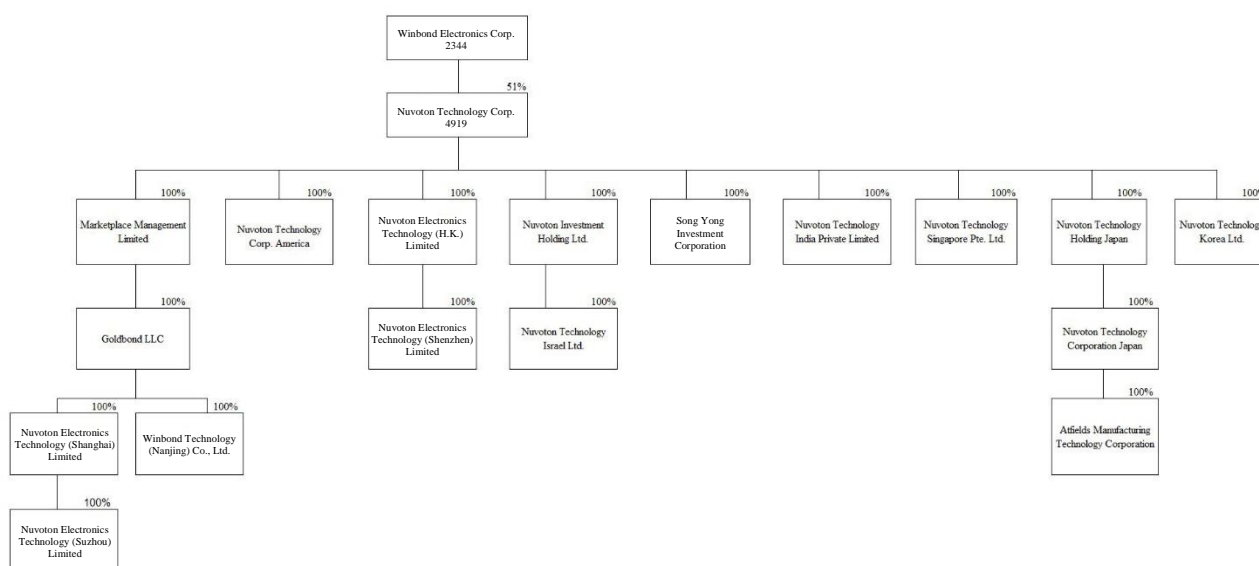 Winbond Electronics Corp.
2344
51%
Nuvoton Technology Corp.
4919
100%
Marketplace Management
Limited
100%
Nuvoton Technology
Corp. America
100%
Nuvoton Electronics
Technology (H.K.)
Limited
100%
Nuvoton Investment
Holding Ltd.
100%
Song Yong
Investment
Corporation
100%
Nuvoton Technology
India Private Limited
100%
Nuvoton Technology
Singapore Pte. Ltd.
100%
Nuvoton Technology
Holding Japan
100%
Nuvoton Technology
Korea Ltd.
100%
Goldbond LLC
100%
Nuvoton Electronics
Technology (Shenzhen)
Limited
100%
Nuvoton Technology
Israel Ltd.
100%
Nuvoton Technology
Corporation Japan
100%
Nuvoton Electronics
Technology (Shanghai)
Limited
100%
Winbond Technology
(Nanjing) Co., Ltd.
100%
Atfields Manufacturing
Technology Corporation
100%
Nuvoton Electronics
Technology (Suzhou)
Limited